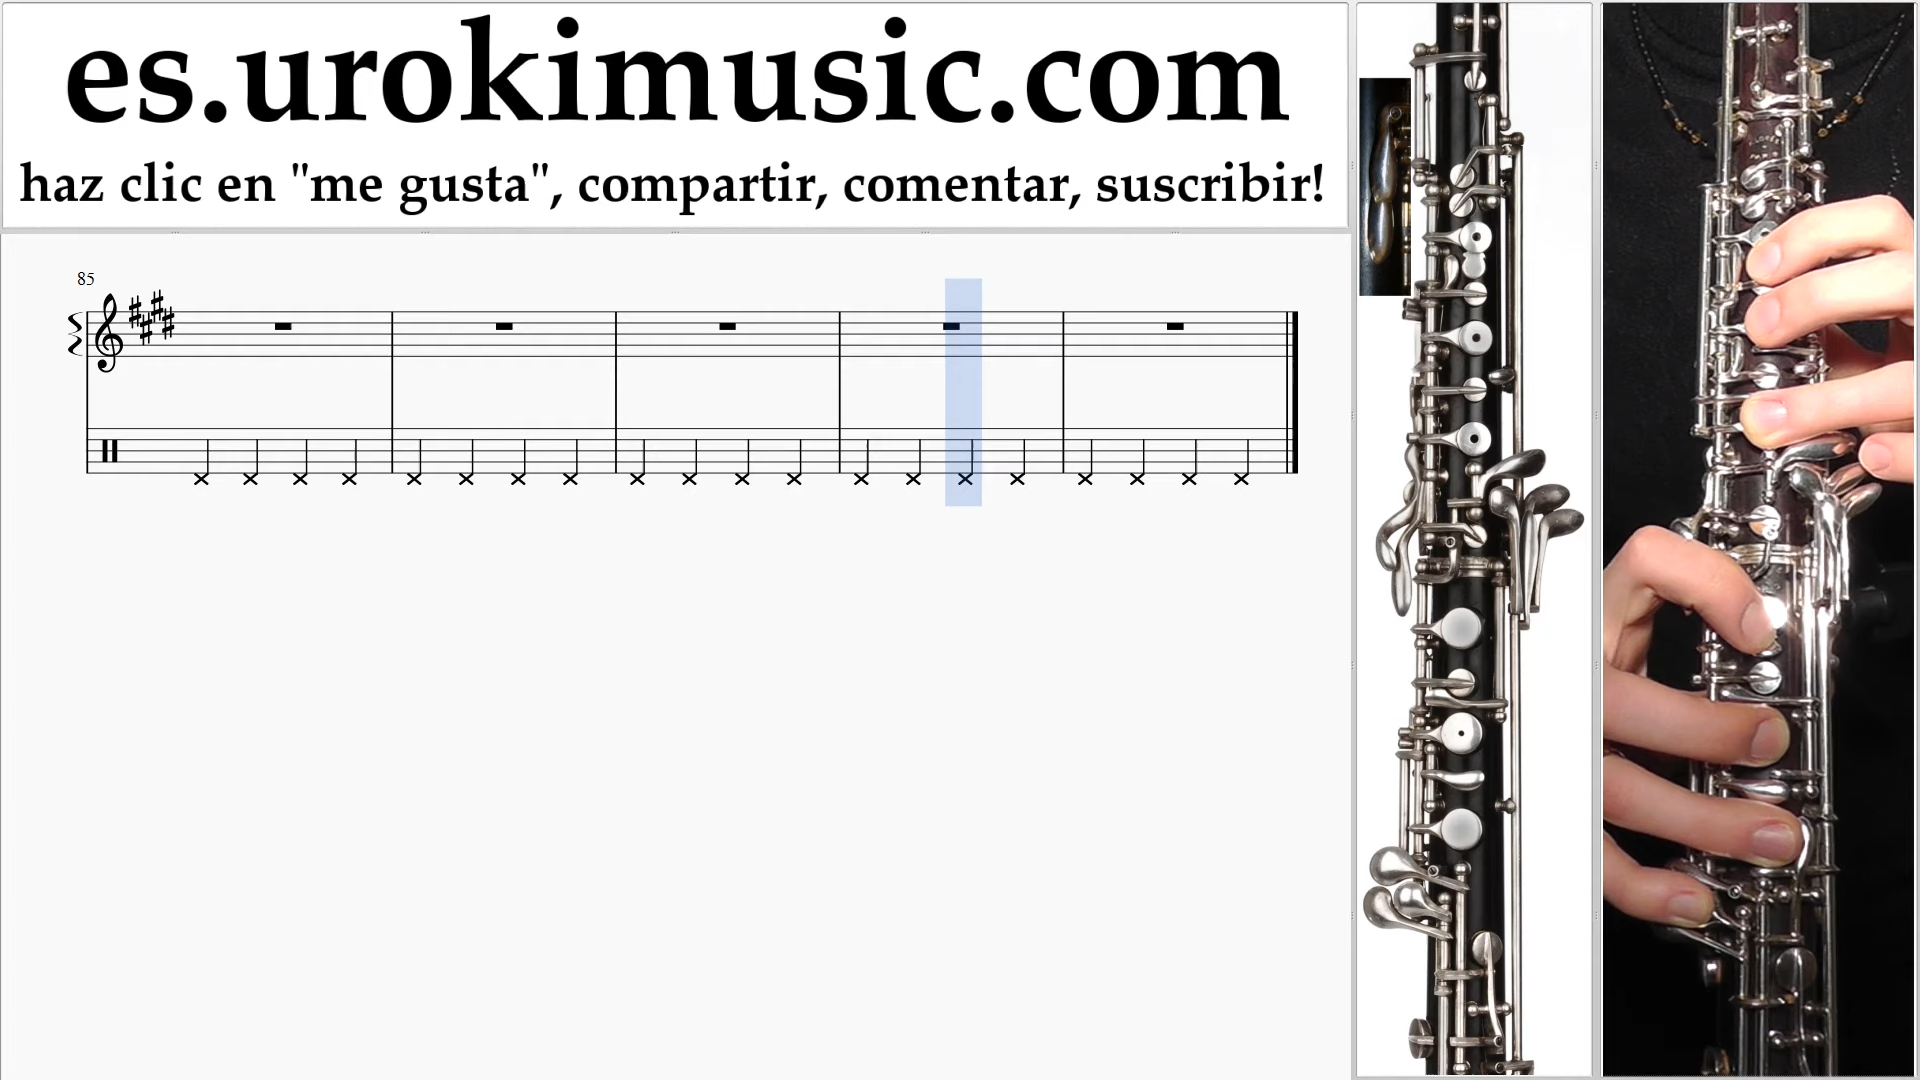 es.urokimusic.com
haz clic en "me gusta", compartir, comentar, suscribir!
85